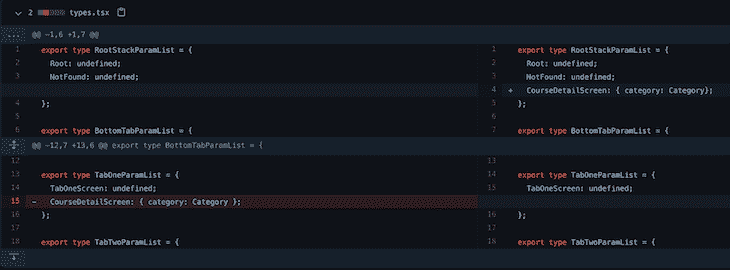 2 types.tsx
... @@ -1,6 +1,7 @@
1 export type RootStackParamList = { 1 export type RootStackParamList = {
2 Root: undefined; 2 Root: undefined;
3 NotFound: undefined; 3 NotFound: undefined;
4 + CourseDetailScreen: { category: Category};
4 }; 5 };
5 6
6 export type BottomTabParamList = { 7 export type BottomTabParamList = {
@@ -12,7 +13,6 @@ export type BottomTabParamList = {
12 13
13 export type TabOneParamList = { 14 export type TabOneParamList = {
14 TabOneScreen: undefined; 15 TabOneScreen: undefined;
15 - CourseDetailScreen: { category: Category };
16 }; 16 };
17 17
18 export type TabTwoParamList = { 18 export type TabTwoParamList = {